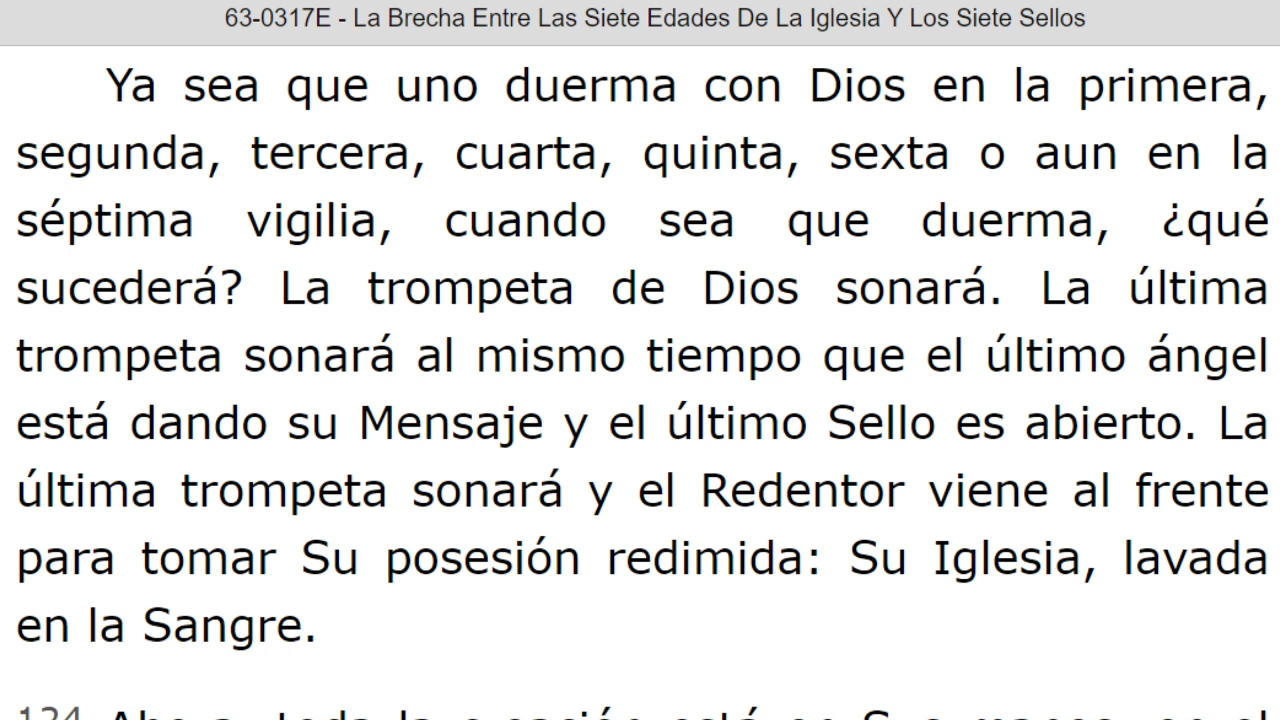 63-0317E - La Brecha Entre Las Siete Edades De La Iglesia Y Los Siete Sellos
Ya sea que uno duerma con Dios en la primera,
segunda, tercera, cuarta, quinta, sexta o aun en la
séptima vigilia, cuando sea que duerma, ¿qué
sucederá? La trompeta de Dios sonará. La última
trompeta sonará al mismo tiempo que el último ángel
está dando su Mensaje y el último Sello es abierto. La
última trompeta sonará y el Redentor viene al frente
para tomar Su posesión redimida: Su Iglesia, lavada
en la Sangre.